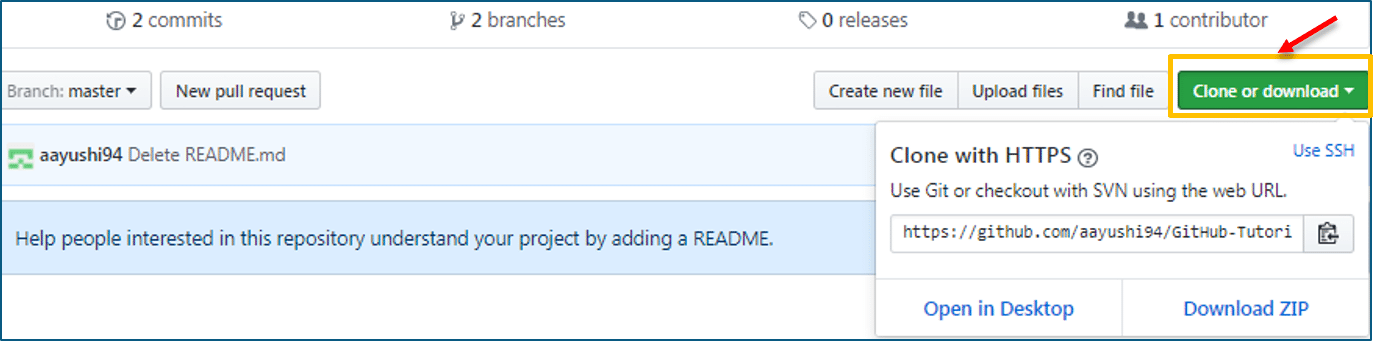 2 commits
2 branches
0 releases
1 contributor
Branch: master
New pull request
Create new file
Upload files
Find file
Clone or download
aayushi94 Delete README.md
Clone with HTTPS
Use SSH
Use Git or checkout with SVN using the web URL.
https://github.com/aayushi94/GitHub-Tutori
Help people interested in this repository understand your project by adding a README.
Open in Desktop
Download ZIP